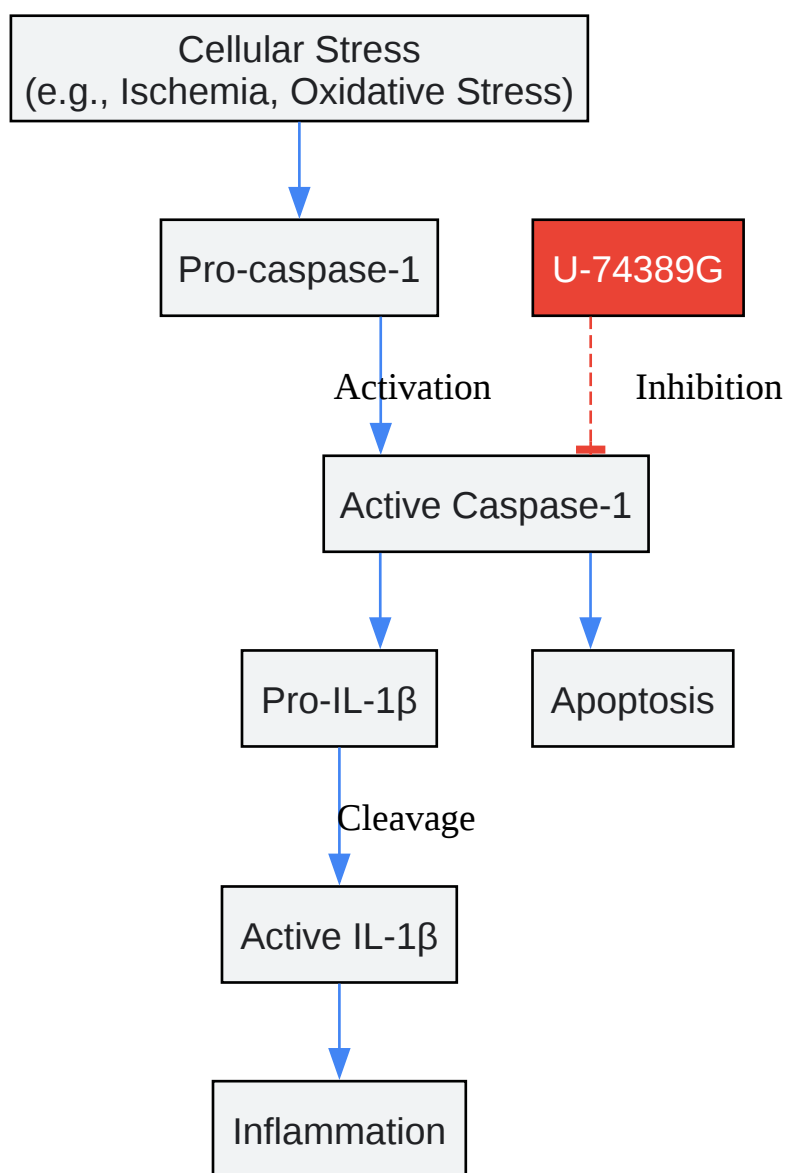 Cellular Stress
(e.g., Ischemia, Oxidative Stress)
Pro-caspase-1
U-74389G
Activation
Inhibition
Active Caspase-1
Pro-IL-1β
Apoptosis
Cleavage
Active IL-1β
Inflammation